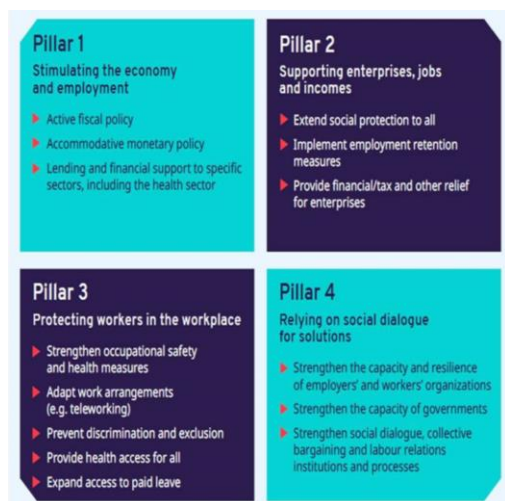 Pillar 1
Stimulating the economy
and employment
Active fiscal policy
Accommodative monetary policy
Lending and financial support to specific
sectors, including the health sector
Pillar 2
Supporting enterprises, jobs
and incomes
Extend social protection to all
Implement employment retention
measures
Provide financial/tax and other relief
for enterprises
Pillar 3
Protecting workers in the workplace
Strengthen occupational safety
and health measures
Adapt work arrangements
(e.g. teleworking)
Prevent discrimination and exclusion
Provide health access for all
Expand access to paid leave
Pillar 4
Relying on social dialogue
for solutions
Strengthen the capacity and resilience
of employers' and workers' organizations
Strengthen the capacity of governments
Strengthen social dialogue, collective
bargaining and labour relations
institutions and processes